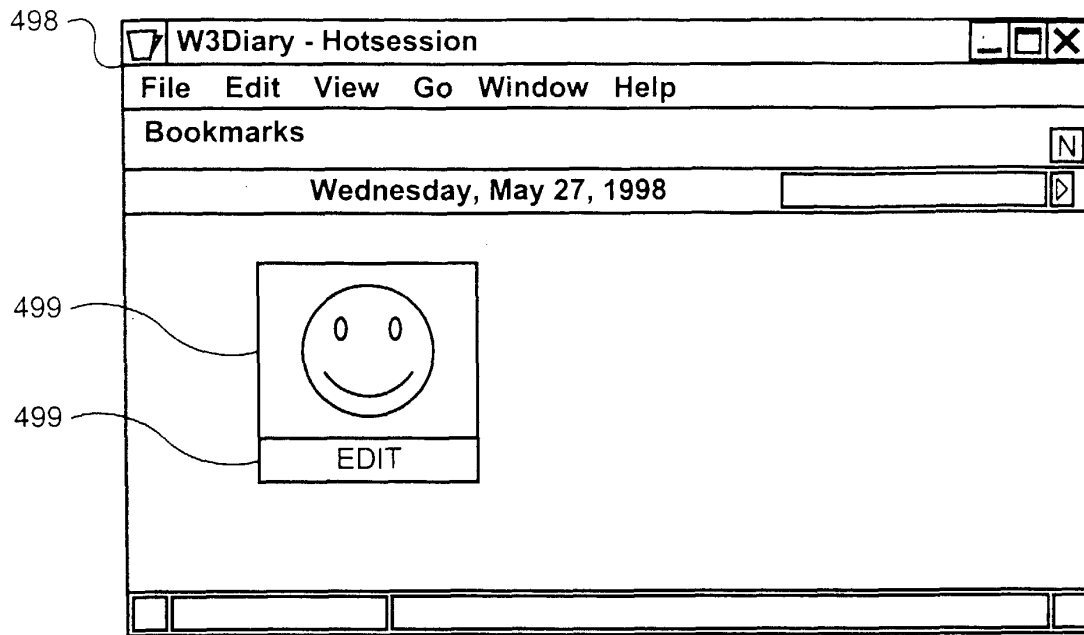 498
W3Diary - Hotsession
File Edit View Go Window Help
Bookmarks
N
Wednesday, May 27, 1998
499
499
EDIT